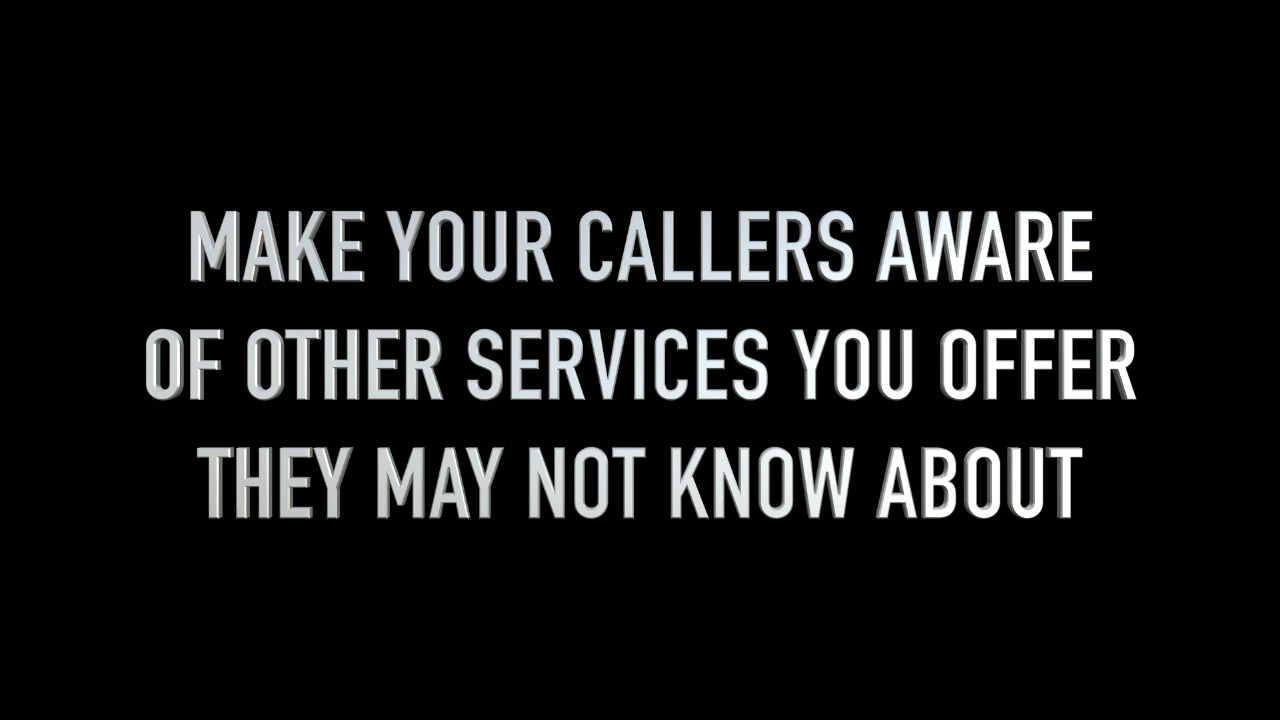 MAKE YOUR CALLERS AWARE
OF OTHER SERVICES YOU OFFER
THEY MAY NOT KNOW ABOUT